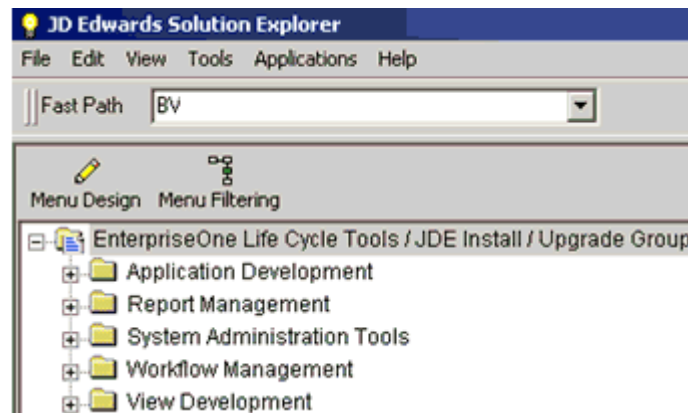 JD Edwards Solution Explorer
File Edit View Tools Applications Help
Fast Path BV
Menu Design Menu Filtering
EnterpriseOne Life Cycle Tools / JDE Install / Upgrade Group
Application Development
Report Management
System Administration Tools
Workflow Management
View Development